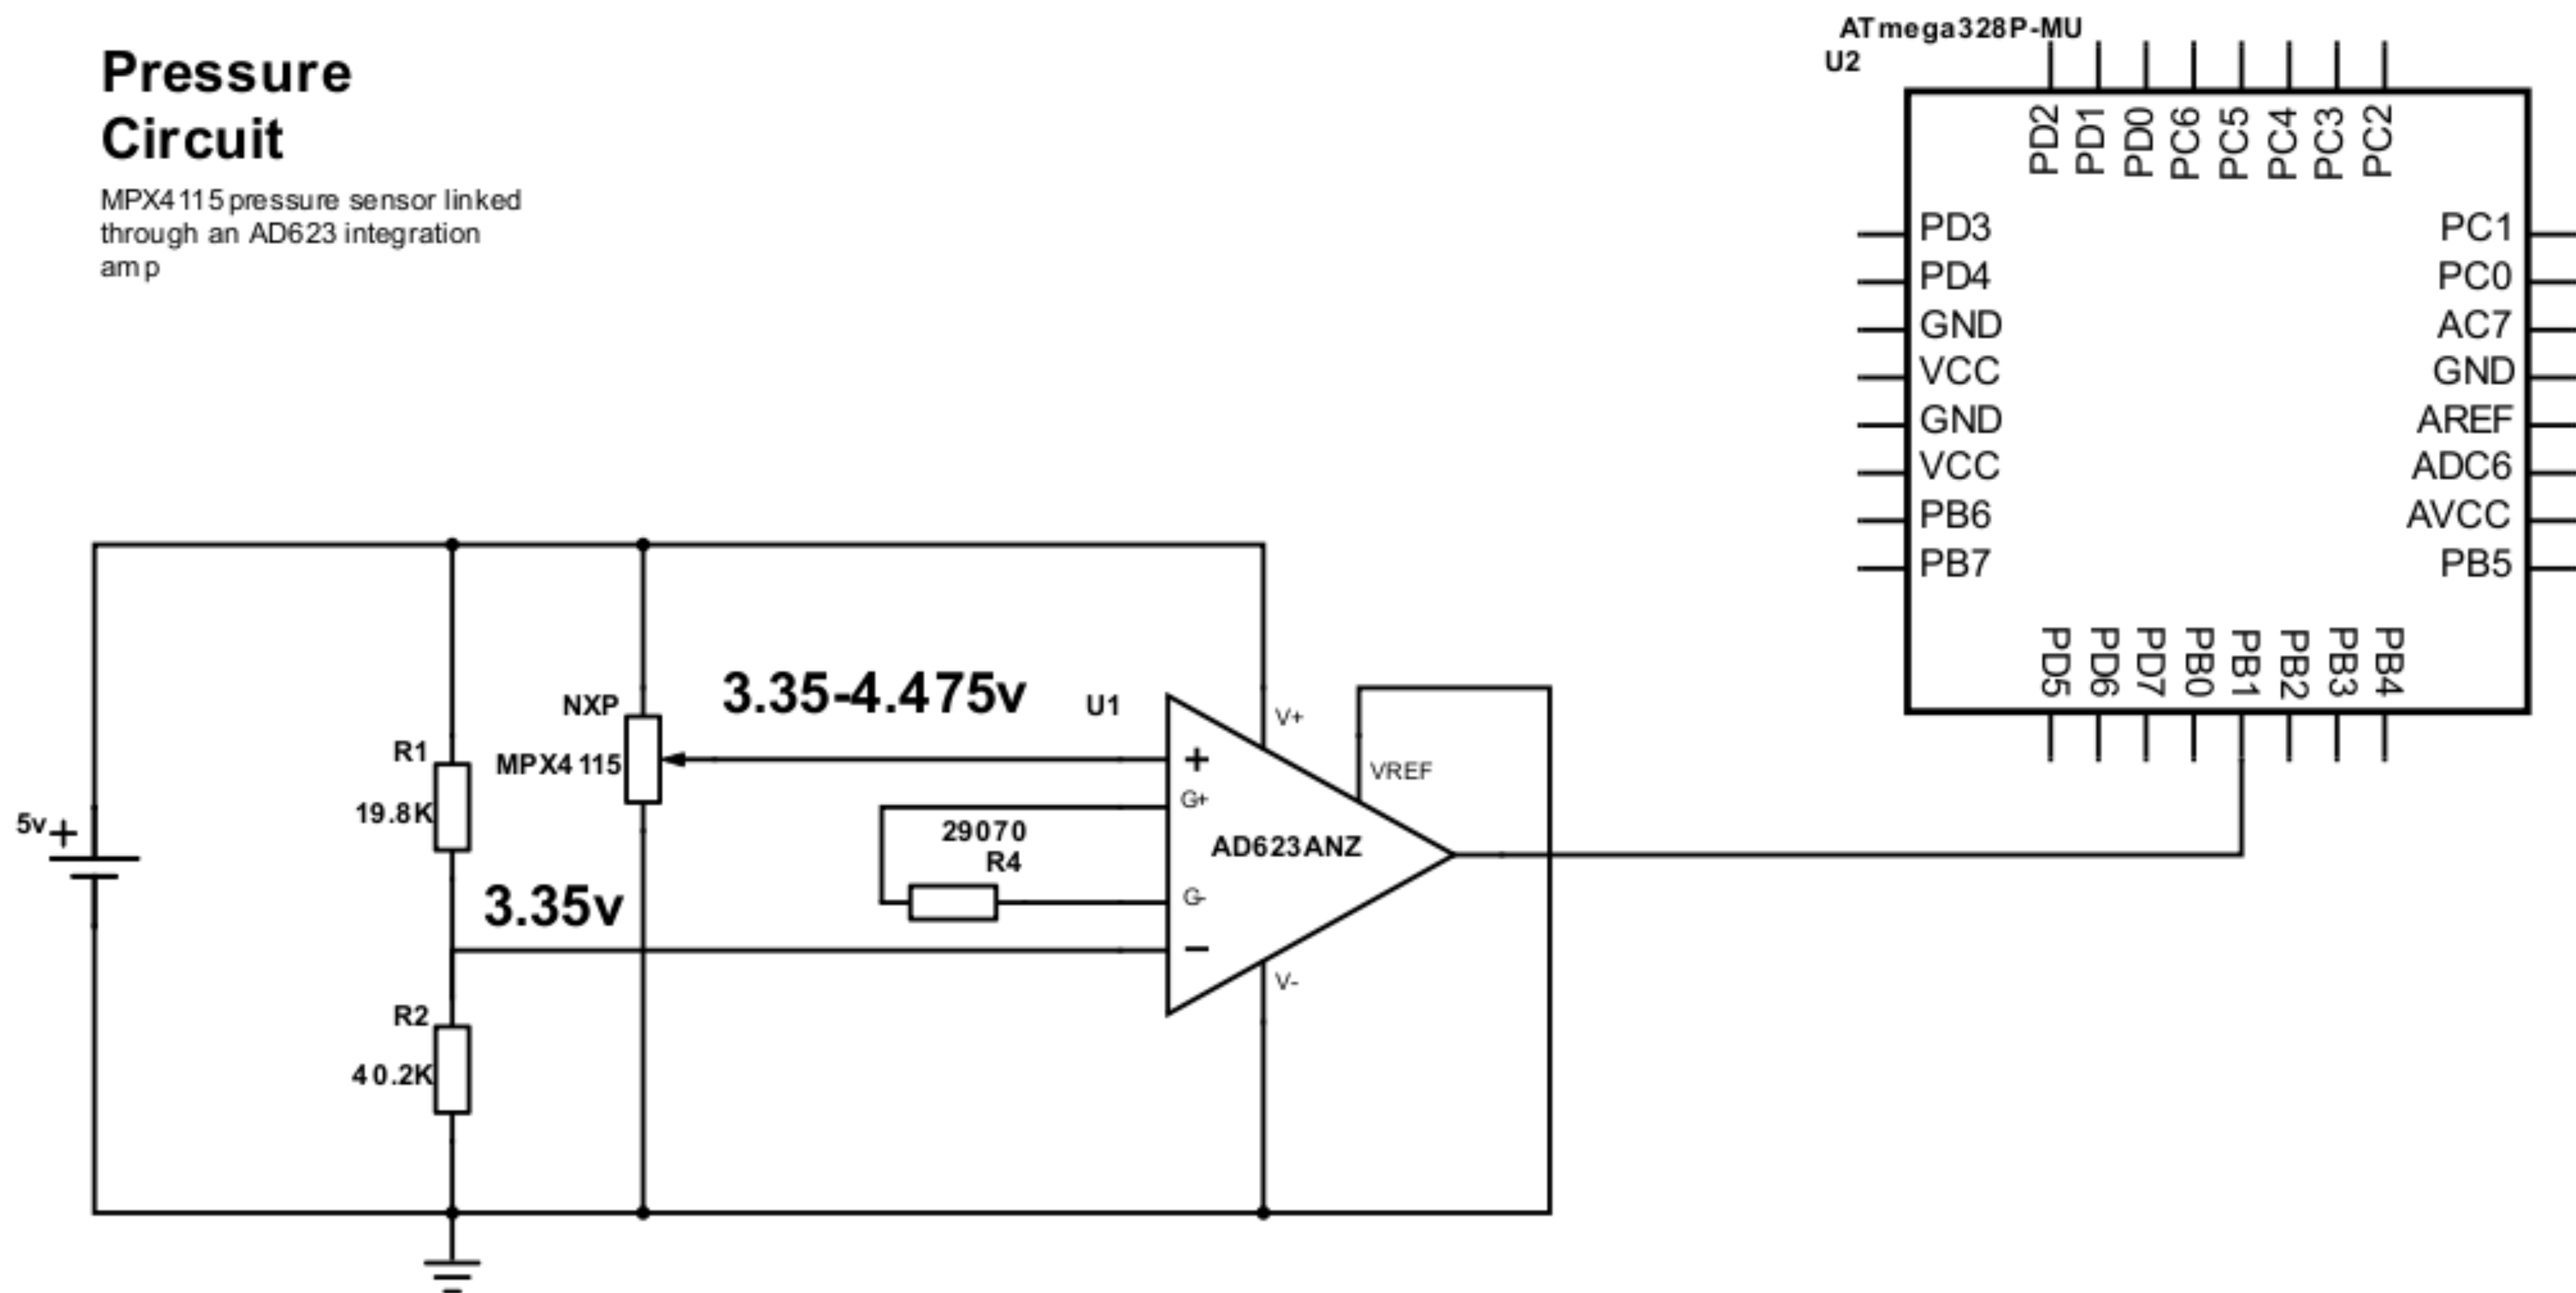 Pressure
Circuit
MPX4115 pressure sensor linked
through an AD623 integration
amp
ATmega328P-MU
U2
PD2
PD1
PD0
PC6
PC5
PC4
PC3
PC2
PD3
PD4
GND
VCC
GND
VCC
PB6
PB7
PC1
PC0
AC7
GND
AREF
ADC6
AVCC
PB5
PD5
PD6
PD7
PB0
PB1
PB2
PB3
PB4
5v
+
R1
19.8K
R2
40.2K
3.35v
NXP
MPX4115
3.35-4.475v
U1
V+
VREF
+
G+
29070
R4
AD623ANZ
G-
−
V-